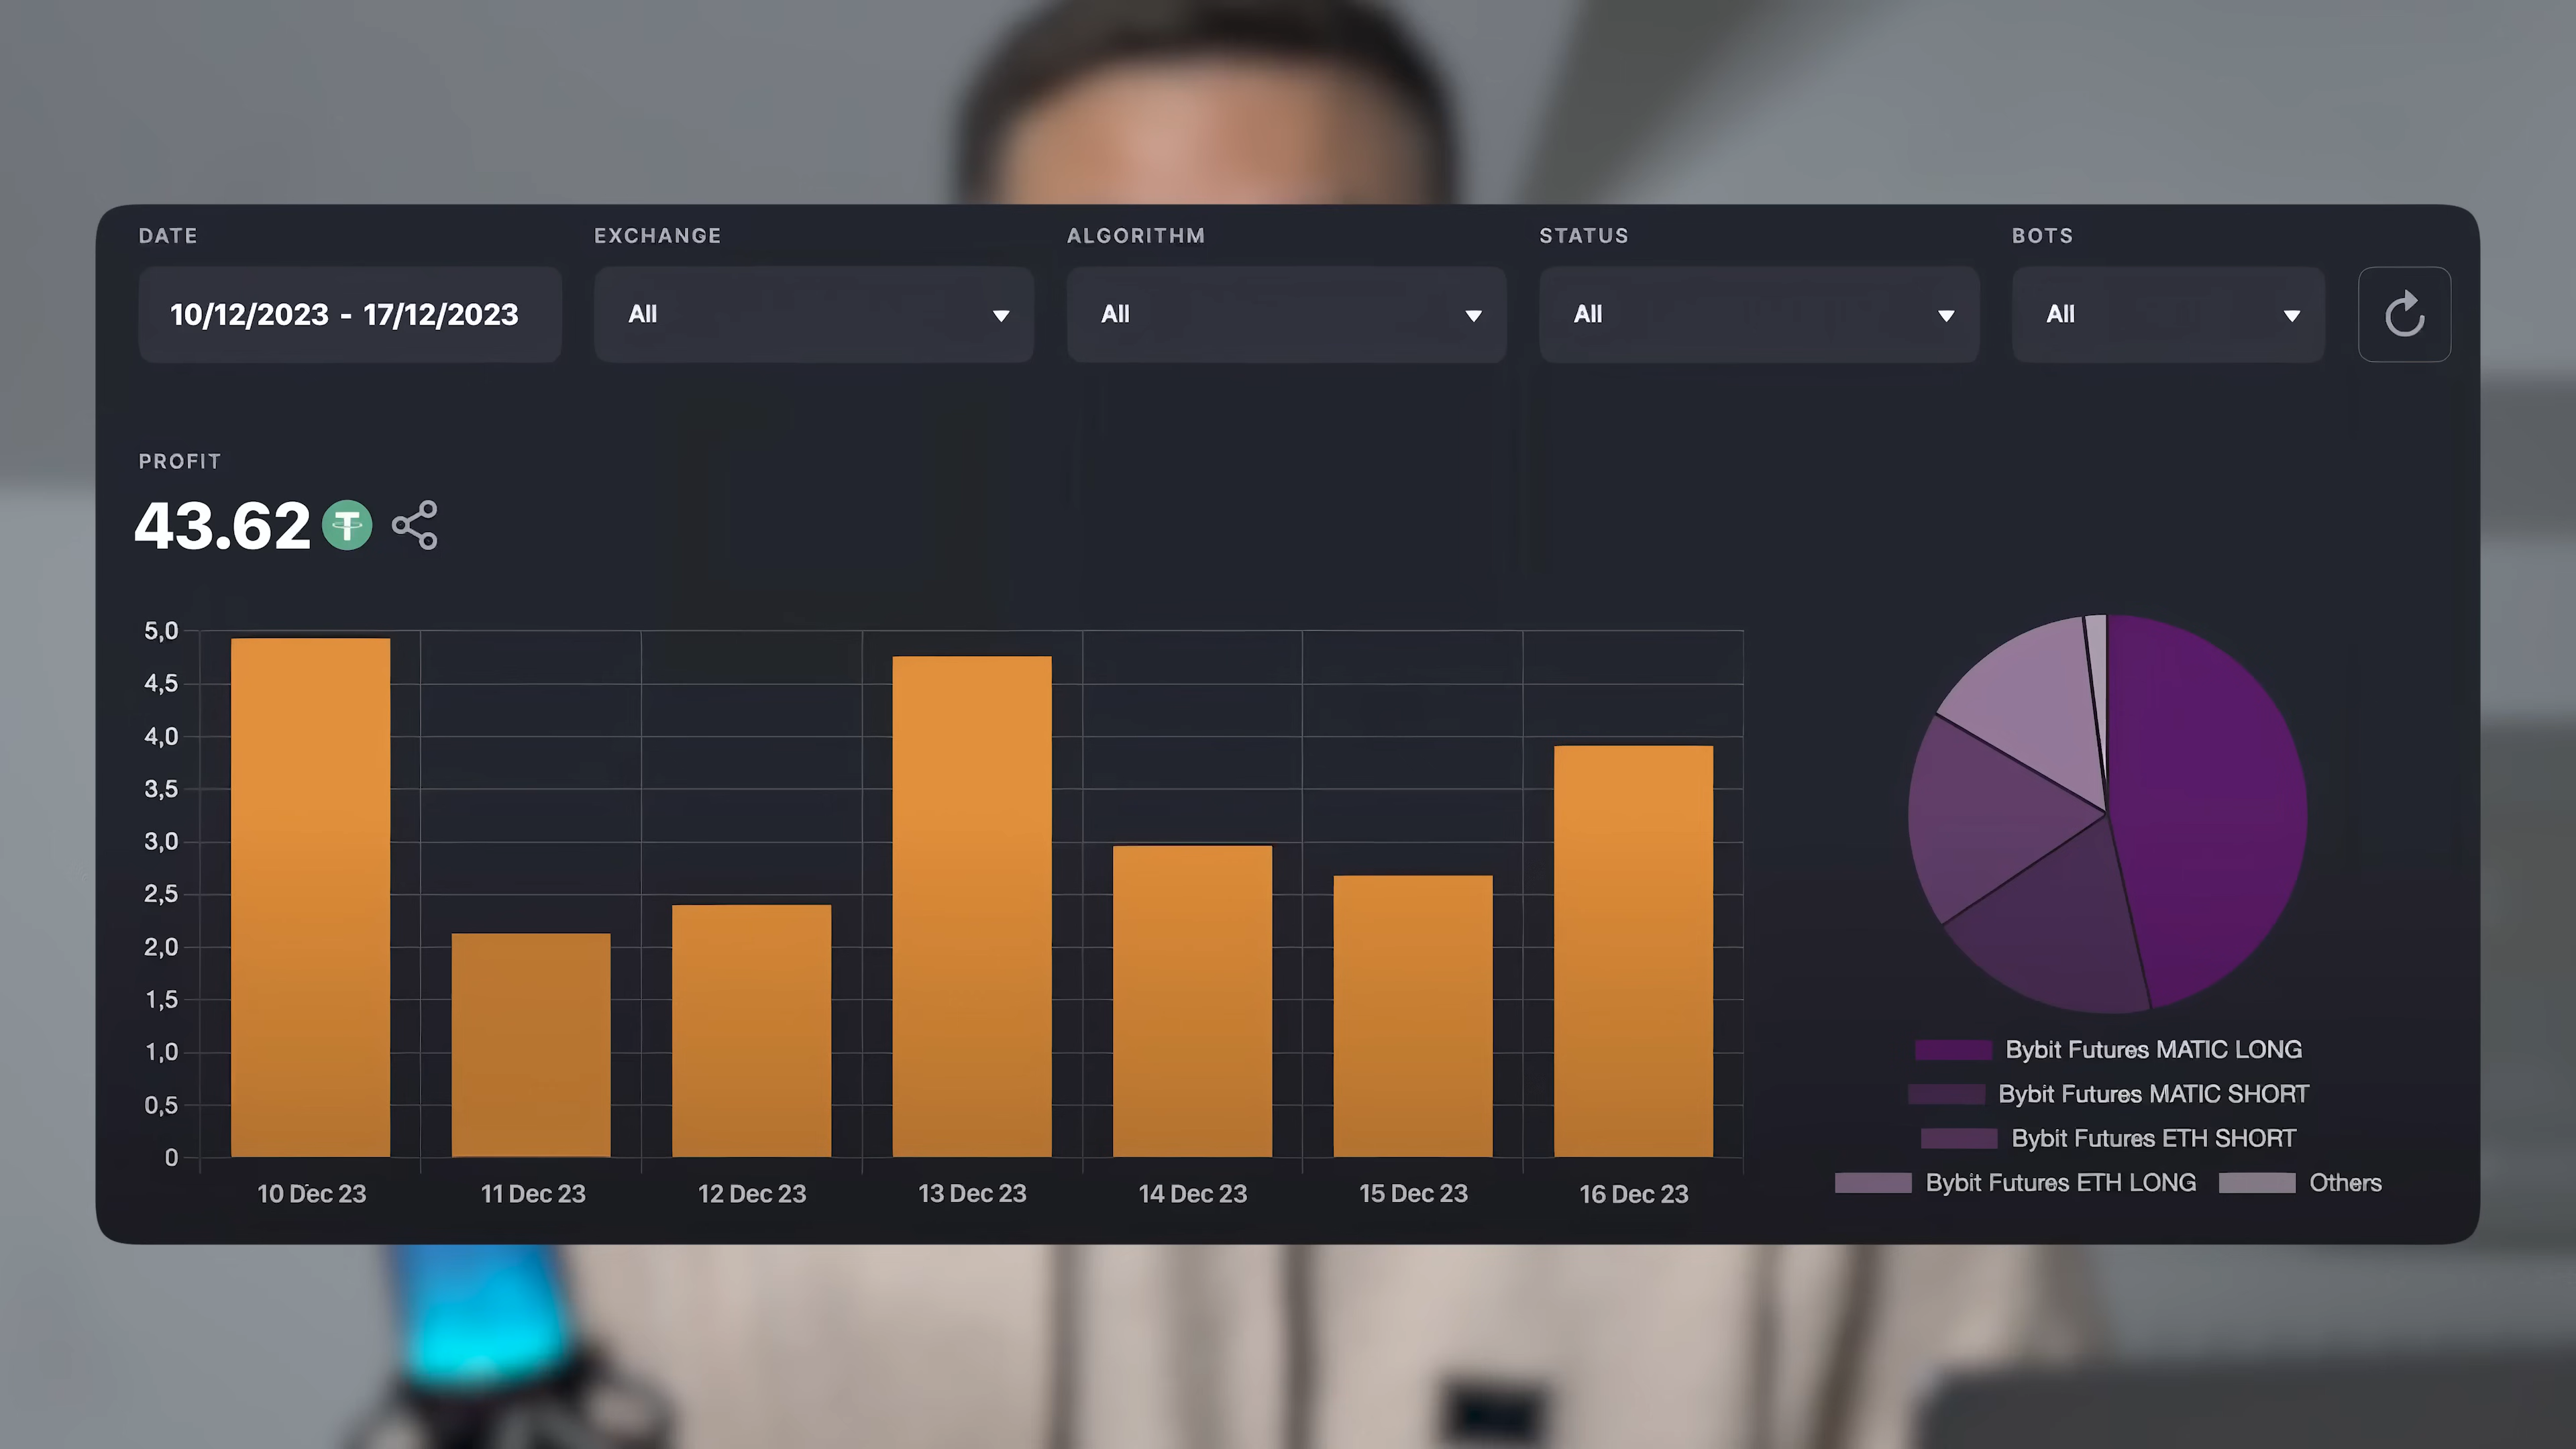 DATE EXCHANGE ALGORITHM STATUS BOTS
10/12/2023 - 17/12/2023 All All All All
PROFIT
43.62
5,0
4,5
4,0
3,5
3,0
2,5
2,0
1,5
1,0
0,5
0
10 Dec 23 11 Dec 23 12 Dec 23 13 Dec 23 14 Dec 23 15 Dec 23 16 Dec 23
Bybit Futures MATIC LONG
Bybit Futures MATIC SHORT
Bybit Futures ETH SHORT
Bybit Futures ETH LONG Others